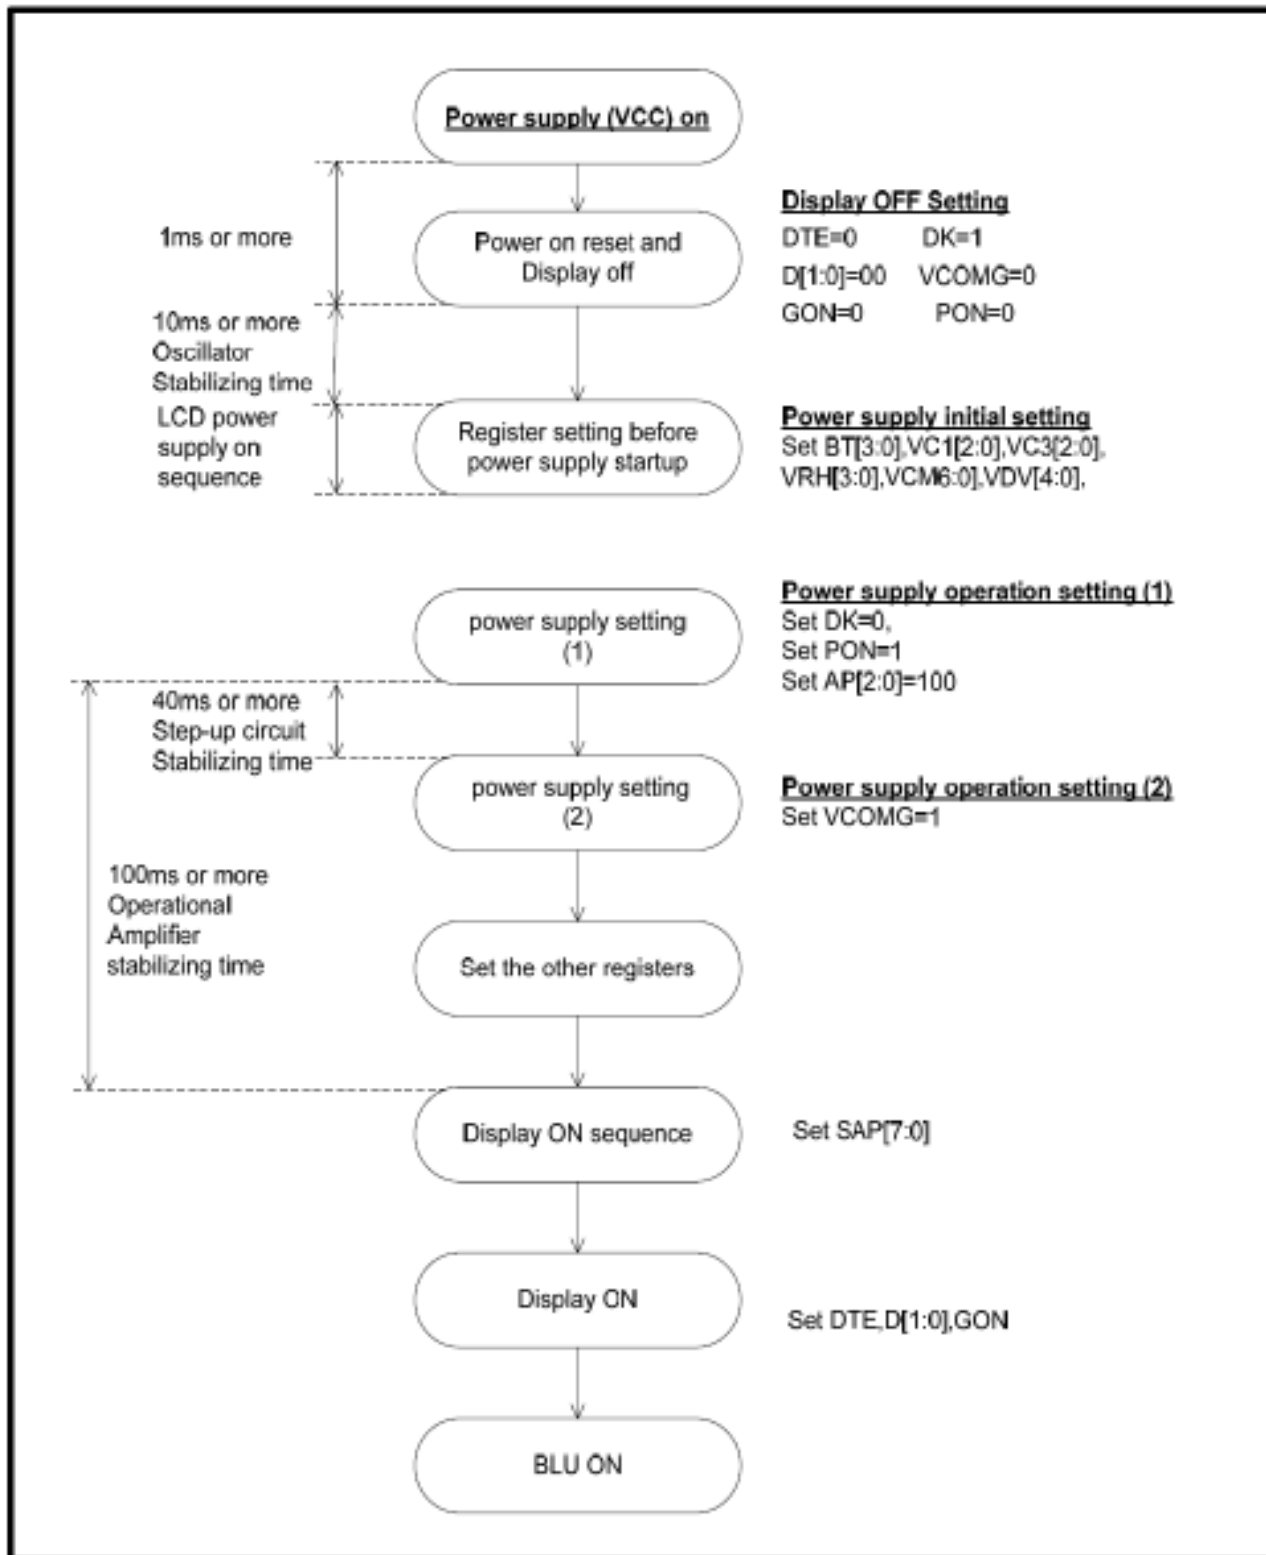 Power supply (VCC) on
1ms or more
Power on reset and
Display off
Display OFF Setting
DTE=0 DK=1
D[1:0]=00 VCOMG=0
GON=0 PON=0
10ms or more
Oscillator
Stabilizing time
LCD power
supply on
sequence
Register setting before
power supply startup
Power supply initial setting
Set BT[3:0],VC1[2:0],VC3[2:0],
VRH[3:0],VCM6:0],VDV[4:0],
power supply setting
(1)
Power supply operation setting (1)
Set DK=0,
Set PON=1
Set AP[2:0]=100
40ms or more
Step-up circuit
Stabilizing time
power supply setting
(2)
Power supply operation setting (2)
Set VCOMG=1
100ms or more
Operational
Amplifier
stabilizing time
Set the other registers
Display ON sequence
Set SAP[7:0]
Display ON
Set DTE,D[1:0],GON
BLU ON